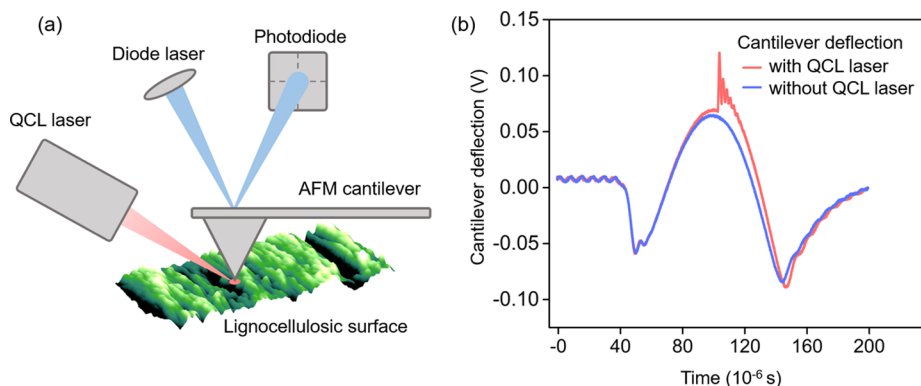 (a)
Diode laser
Photodiode
QCL laser
AFM cantilever
Lignocellulosic surface
(b)
Cantilever deflection (V)
0.15
0.10
0.05
0.00
-0.05
-0.10
Cantilever deflection
with QCL laser
without QCL laser
-0 40 80 120 160 200
Time (10⁻⁶ s)